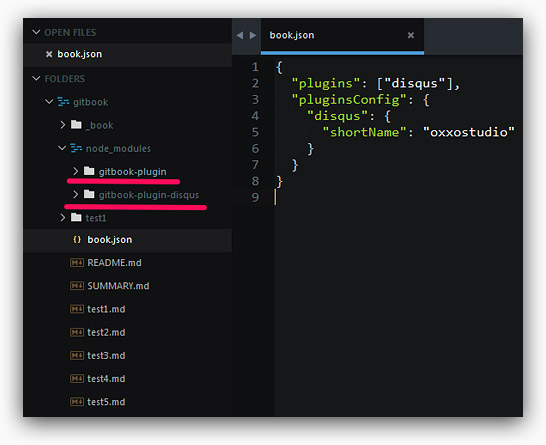 OPEN FILES
book.json
FOLDERS
gitbook
_book
node_modules
gitbook-plugin
gitbook-plugin-disqus
test1
{} book.json
README.md
SUMMARY.md
test1.md
test2.md
test3.md
test4.md
test5.md
book.json
1 {
2 "plugins": ["disqus"],
3 "pluginsConfig": {
4 "disqus": {
5 "shortName": "oxxostudio"
6 }
7 }
8 }
9